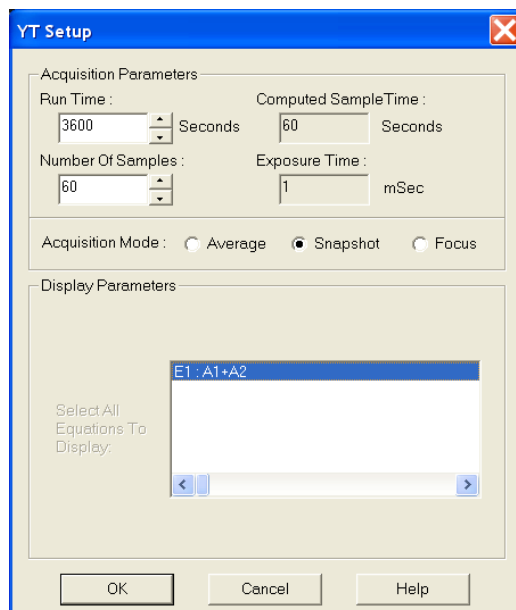 YT Setup
Acquisition Parameters
Run Time : Computed SampleTime :
3600 Seconds 60 Seconds
Number Of Samples : Exposure Time :
60 1 mSec
Acquisition Mode : Average Snapshot Focus
Display Parameters
E1 : A1+A2
Select All
Equations To
Display:
OK Cancel Help